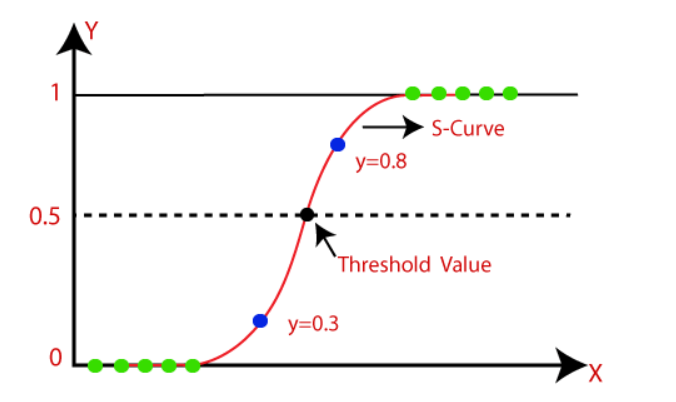 Y
1
S-Curve
y=0.8
0.5
Threshold Value
y=0.3
0
X